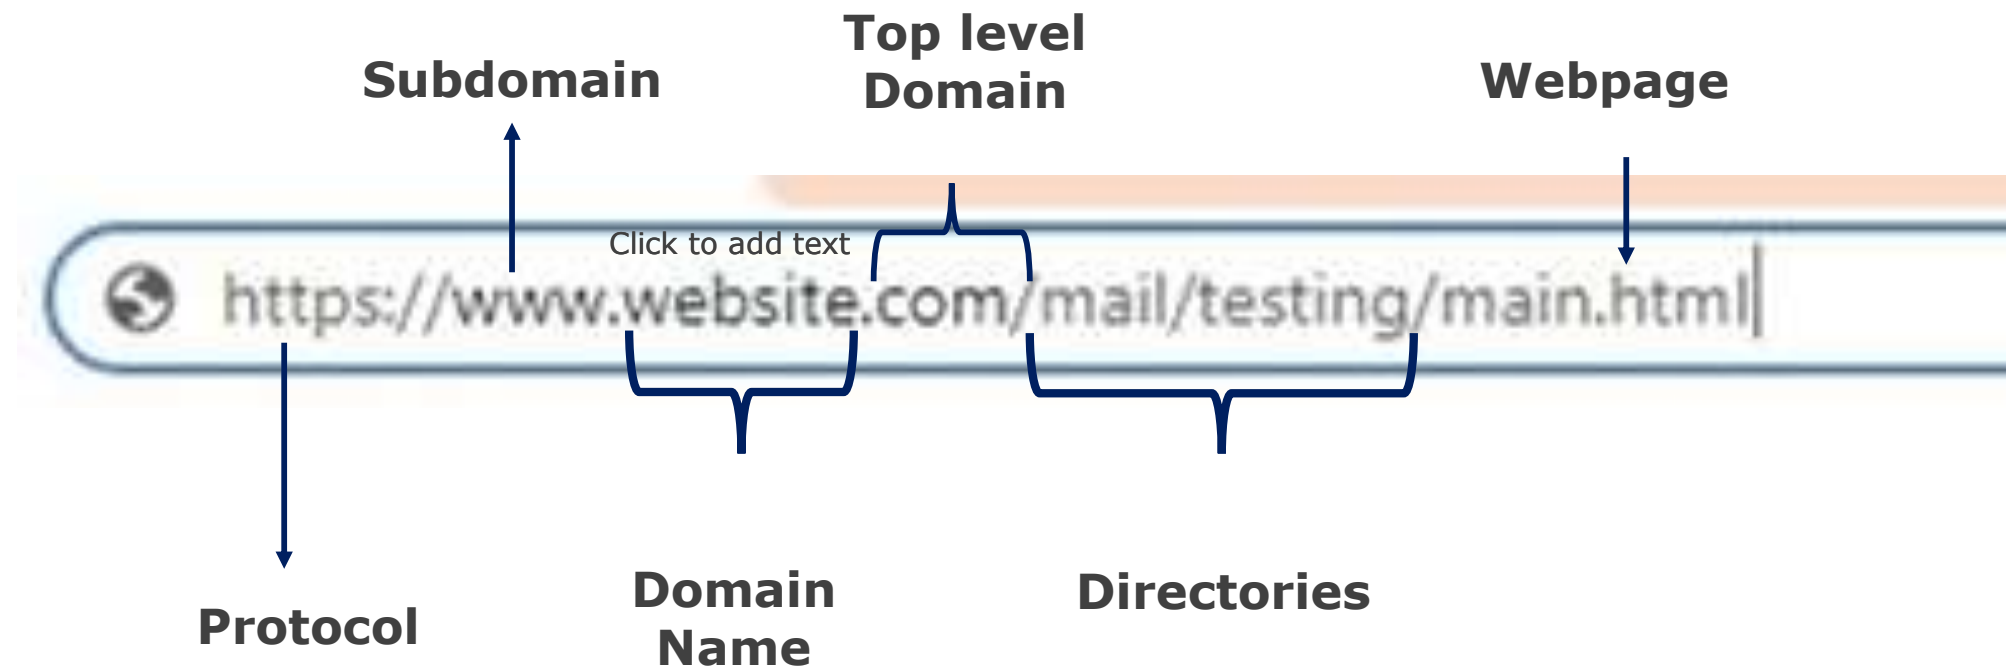 Top level
Domain
Subdomain
Webpage
Click to add text
https://www.website.com/mail/testing/main.html
Protocol
Domain
Name
Directories